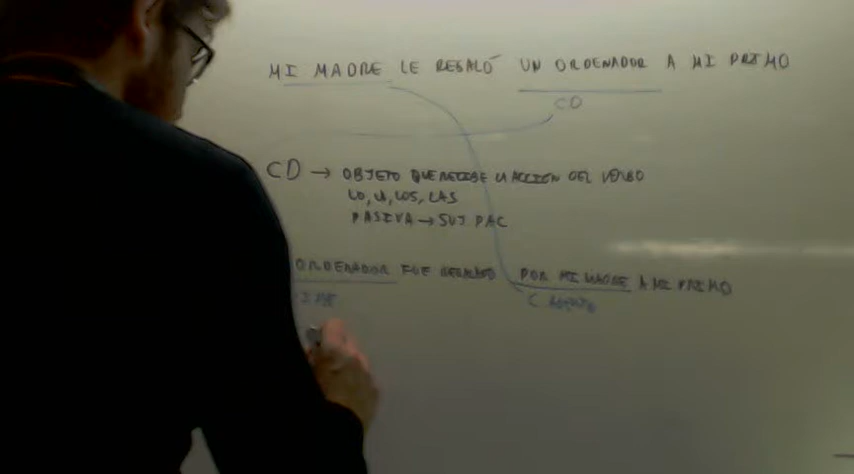 MI MADRE LE REGALÓ UN ORDENADOR A MI PRIMO
CD
CD → OBJETO QUE RECIBE LA ACCIÓN DEL VERBO
LO, LA, LOS, LAS
PASIVA → SUJ PAC
ORDENADOR FUE REGALADO POR MI MADRE A MI PRIMO
C AGENTE